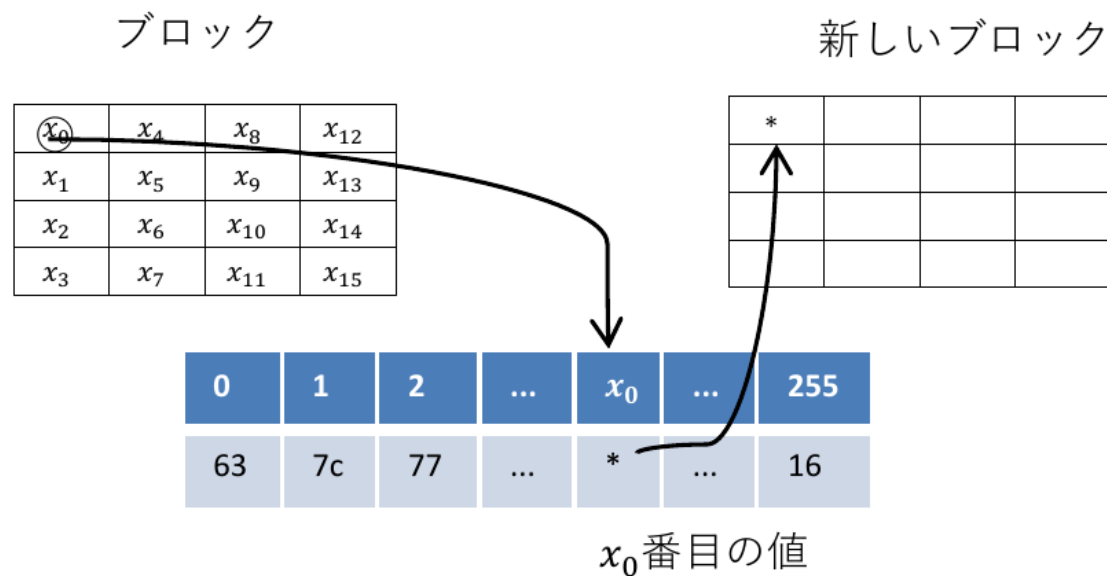 ブロック
新しいブロック
x₀ x₄ x₈ x₁₂
x₁ x₅ x₉ x₁₃
x₂ x₆ x₁₀ x₁₄
x₃ x₇ x₁₁ x₁₅
*
0 1 2 ... x₀ ... 255
63 7c 77 ... * ... 16
x₀番目の値